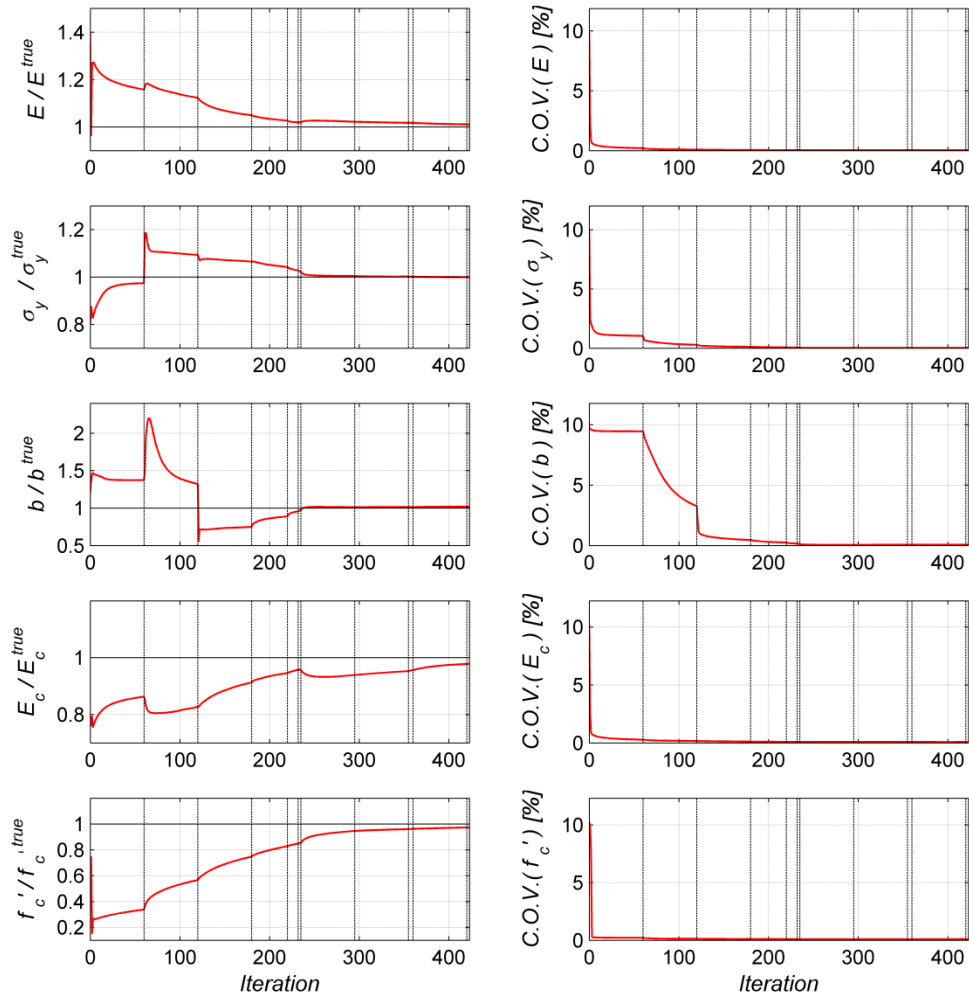 E / E^true
1.4
1.2
1
0 100 200 300 400
C.O.V.( E ) [%]
10
5
0
0 100 200 300 400
σ_y / σ_y^true
1.2
1
0.8
0 100 200 300 400
C.O.V.( σ_y ) [%]
10
5
0
0 100 200 300 400
b / b^true
2
1.5
1
0.5
0 100 200 300 400
C.O.V.( b ) [%]
10
5
0
0 100 200 300 400
E_c / E_c^true
1
0.8
0 100 200 300 400
C.O.V.( E_c ) [%]
10
5
0
0 100 200 300 400
f_c' / f_c'^true
1
0.8
0.6
0.4
0.2
0 100 200 300 400
Iteration
C.O.V.( f_c' ) [%]
10
5
0
0 100 200 300 400
Iteration